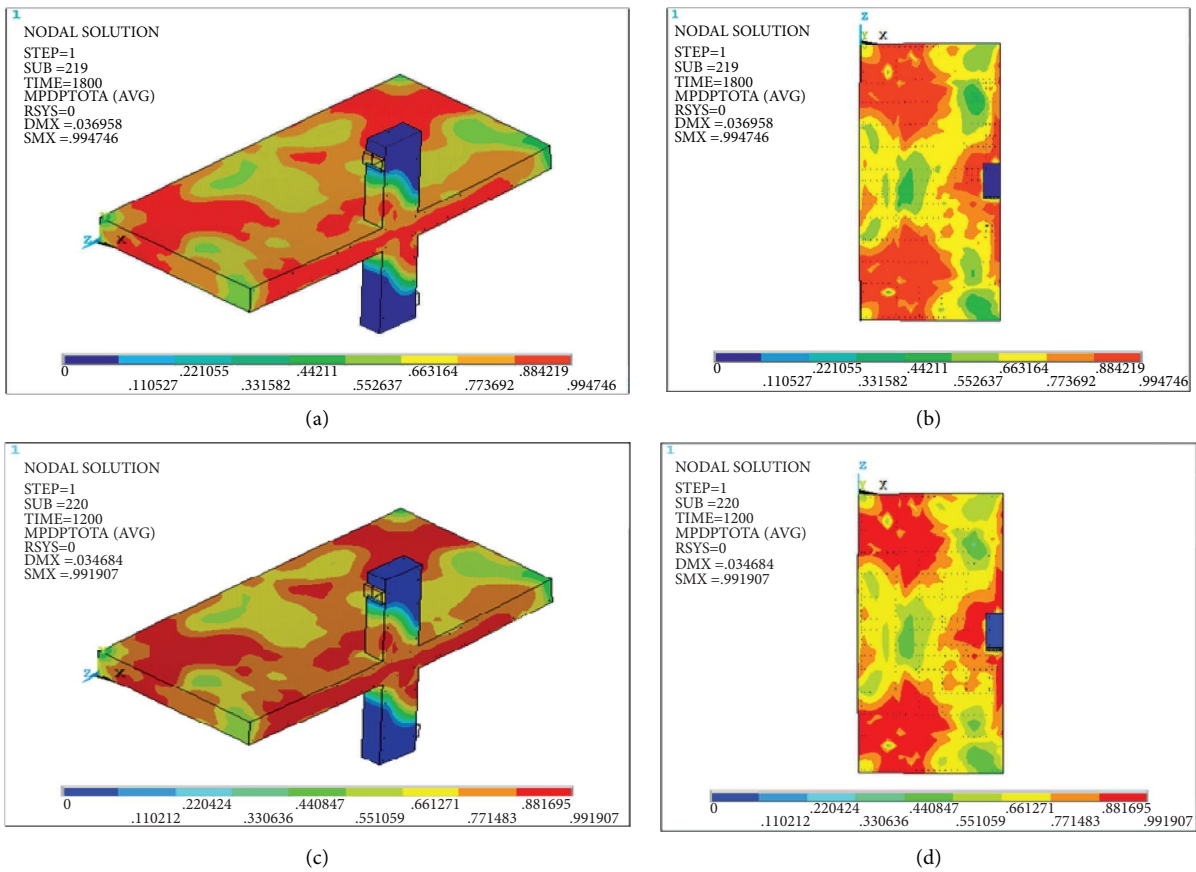 1
NODAL SOLUTION
STEP=1
SUB =219
TIME=1800
MPDPTOTA (AVG)
RSYS=0
DMX =.036958
SMX =.994746
Z X
0 .221055 .44211 .663164 .884219
.110527 .331582 .552637 .773692 .994746
(a)
1
NODAL SOLUTION
STEP=1
SUB =219
TIME=1800
MPDPTOTA (AVG)
RSYS=0
DMX =.036958
SMX =.994746
Z
Y X
0 .221055 .44211 .663164 .884219
.110527 .331582 .552637 .773692 .994746
(b)
1
NODAL SOLUTION
STEP=1
SUB =220
TIME=1200
MPDPTOTA (AVG)
RSYS=0
DMX =.034684
SMX =.991907
Z X
0 .220424 .440847 .661271 .881695
.110212 .330636 .551059 .771483 .991907
(c)
1
NODAL SOLUTION
STEP=1
SUB =220
TIME=1200
MPDPTOTA (AVG)
RSYS=0
DMX =.034684
SMX =.991907
Z
Y X
0 .220424 .440847 .661271 .881695
.110212 .330636 .551059 .771483 .991907
(d)